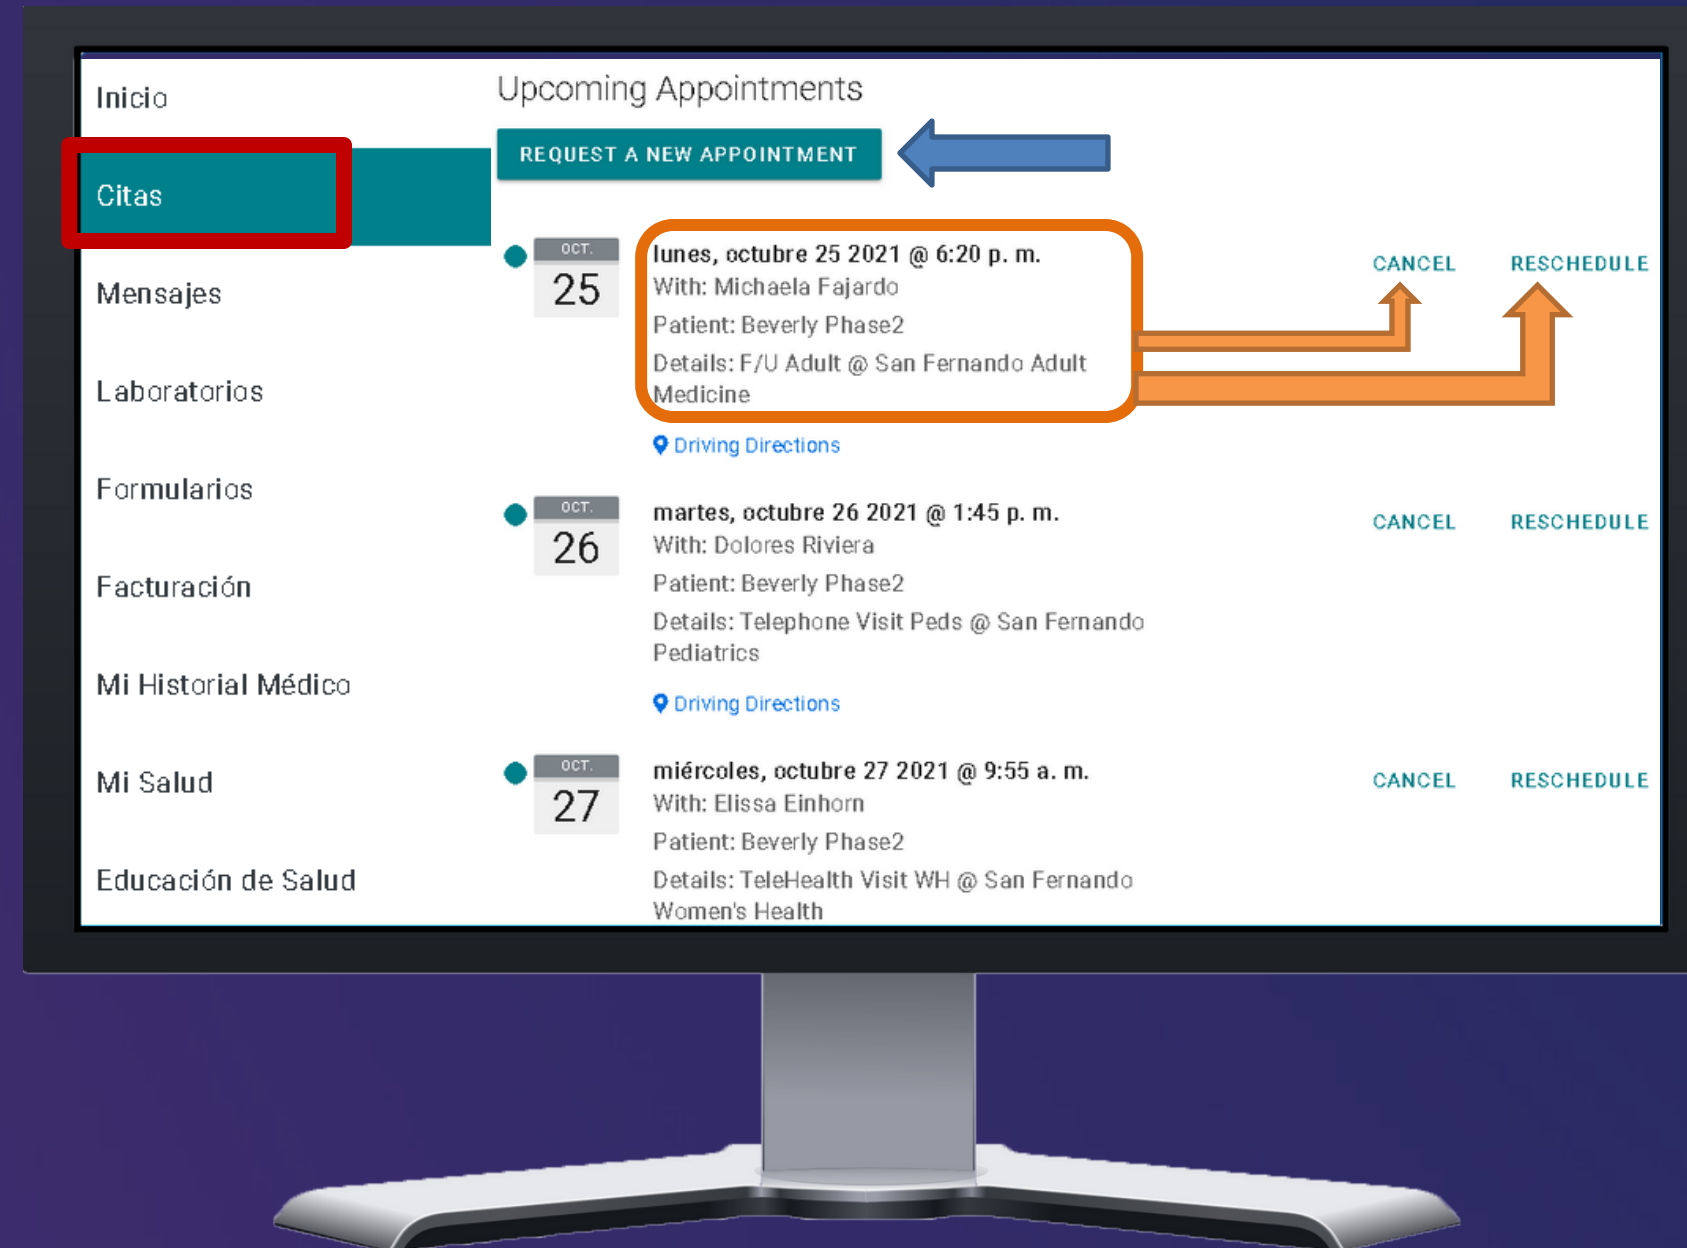 Inicio
Citas
Mensajes
Laboratorios
Formularios
Facturación
Mi Historial Médico
Mi Salud
Educación de Salud
Upcoming Appointments
REQUEST A NEW APPOINTMENT
OCT.
25
lunes, octubre 25 2021 @ 6:20 p. m.
With: Michaela Fajardo
Patient: Beverly Phase2
Details: F/U Adult @ San Fernando Adult
Medicine
Driving Directions
CANCEL RESCHEDULE
OCT.
26
martes, octubre 26 2021 @ 1:45 p. m.
With: Dolores Riviera
Patient: Beverly Phase2
Details: Telephone Visit Peds @ San Fernando
Pediatrics
Driving Directions
CANCEL RESCHEDULE
OCT.
27
miércoles, octubre 27 2021 @ 9:55 a. m.
With: Elissa Einhorn
Patient: Beverly Phase2
Details: TeleHealth Visit WH @ San Fernando
Women's Health
CANCEL RESCHEDULE